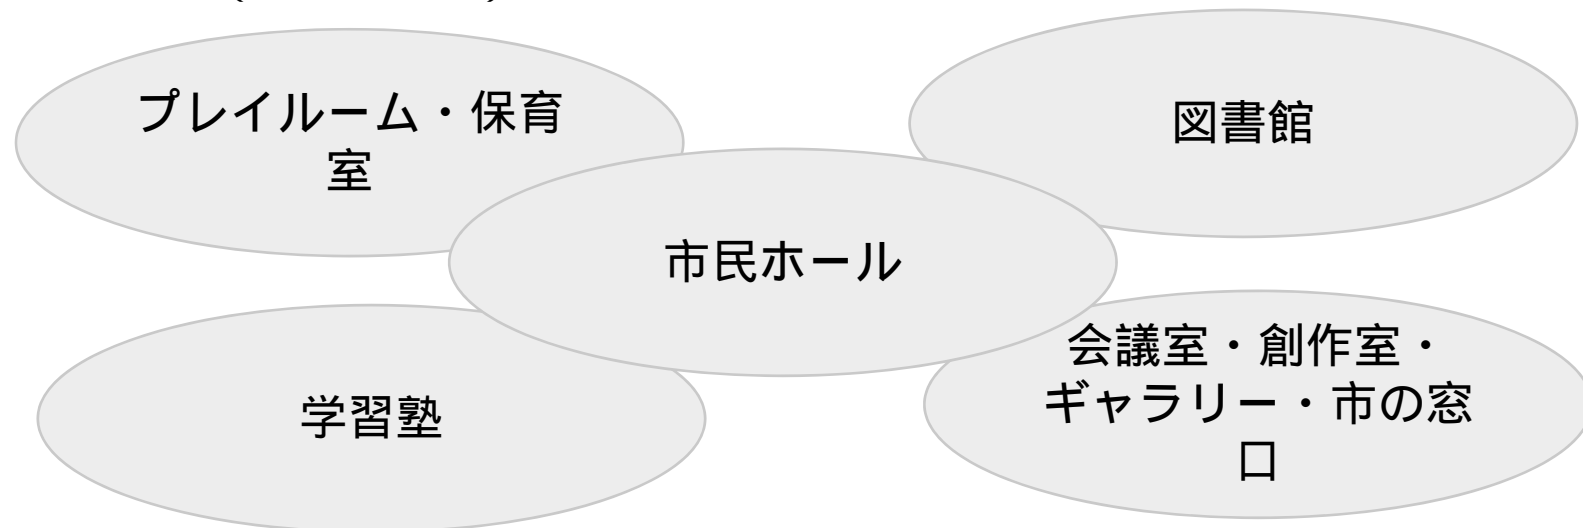 プレイルーム・保育
室
図書館
市民ホール
学習塾
会議室・創作室・
ギャラリー・市の窓
口